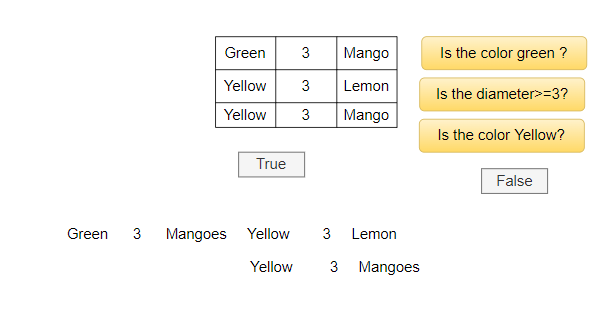 Green 3 Mango
Yellow 3 Lemon
Yellow 3 Mango
Is the color green ?
Is the diameter>=3?
Is the color Yellow?
True
False
Green 3 Mangoes Yellow 3 Lemon
Yellow 3 Mangoes